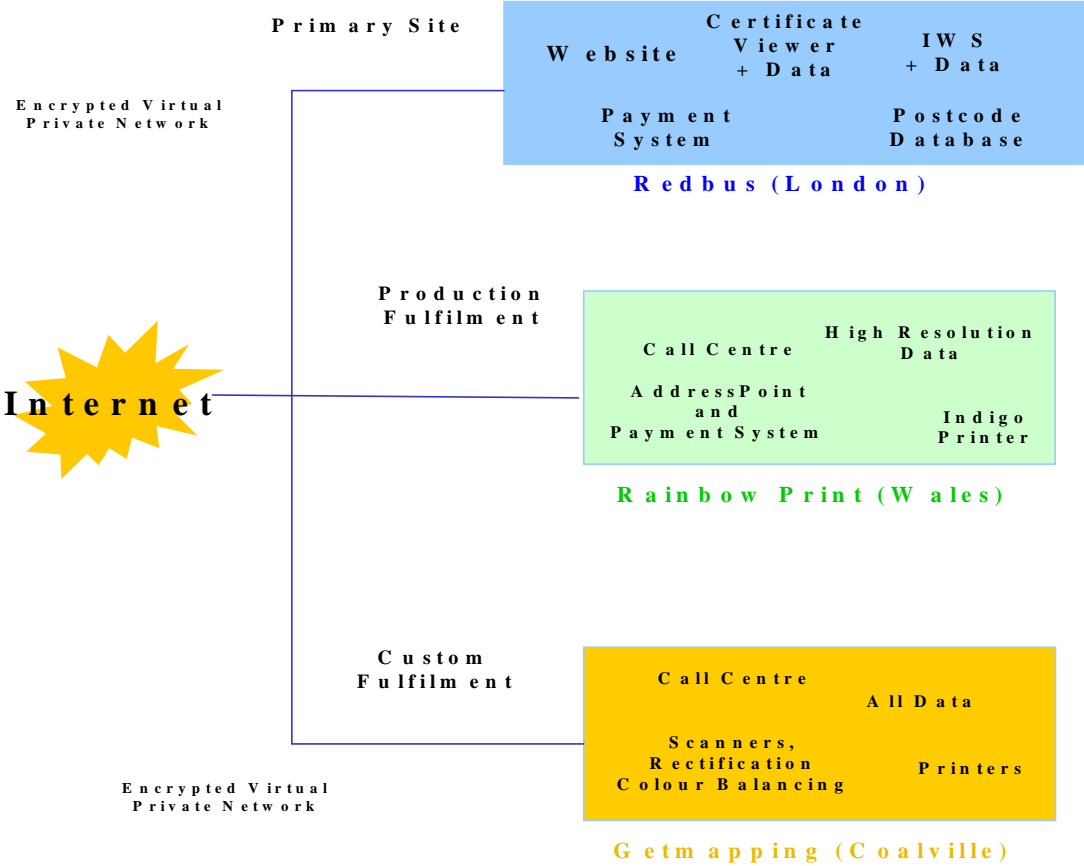 Primary Site
Certificate
Viewer
+ Data
Website
IWS
+ Data
Encrypted Virtual
Private Network
Payment
System
Postcode
Database
Redbus (London)
Production
Fulfilment
Call Centre
High Resolution
Data
Internet
AddressPoint
and
Payment System
Indigo
Printer
Rainbow Print (Wales)
Custom
Fulfilment
Call Centre
All Data
Scanners,
Rectification
Colour Balancing
Printers
Encrypted Virtual
Private Network
Getmapping (Coalville)